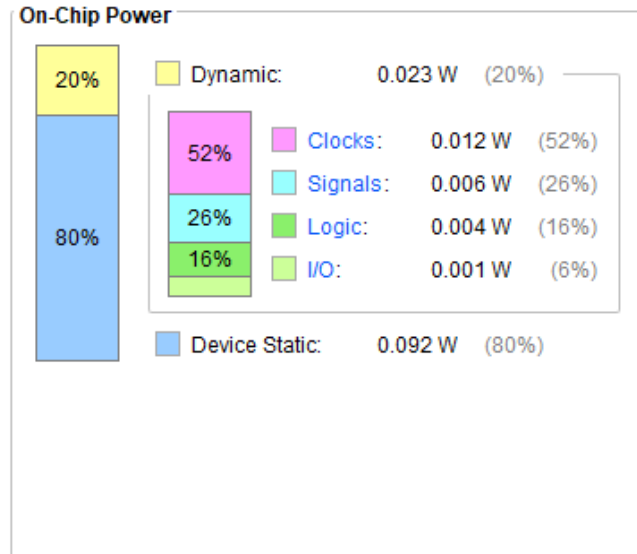 On-Chip Power
20%
Dynamic: 0.023 W (20%)
52%
Clocks: 0.012 W (52%)
26%
Signals: 0.006 W (26%)
80%
16%
Logic: 0.004 W (16%)
I/O: 0.001 W (6%)
Device Static: 0.092 W (80%)